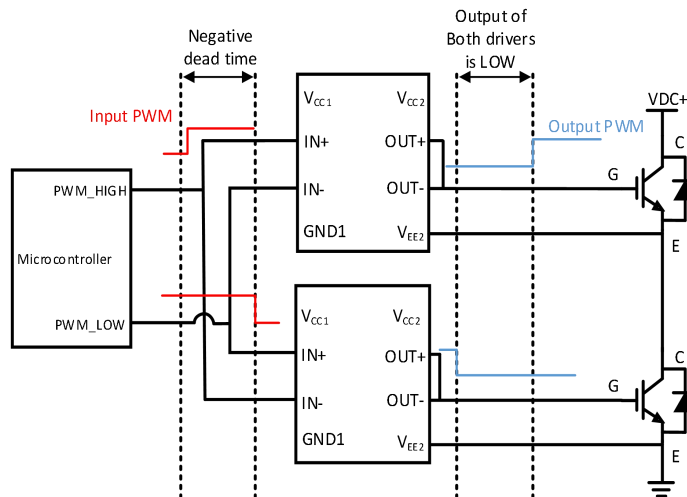 Negative
dead time
Output of
Both drivers
is LOW
Input PWM
Output PWM
VDC+
Microcontroller
PWM_HIGH
PWM_LOW
VCC1
VCC2
IN+
OUT+
IN-
OUT-
GND1
VEE2
G
C
E
VCC1
VCC2
IN+
OUT+
IN-
OUT-
GND1
VEE2
G
C
E